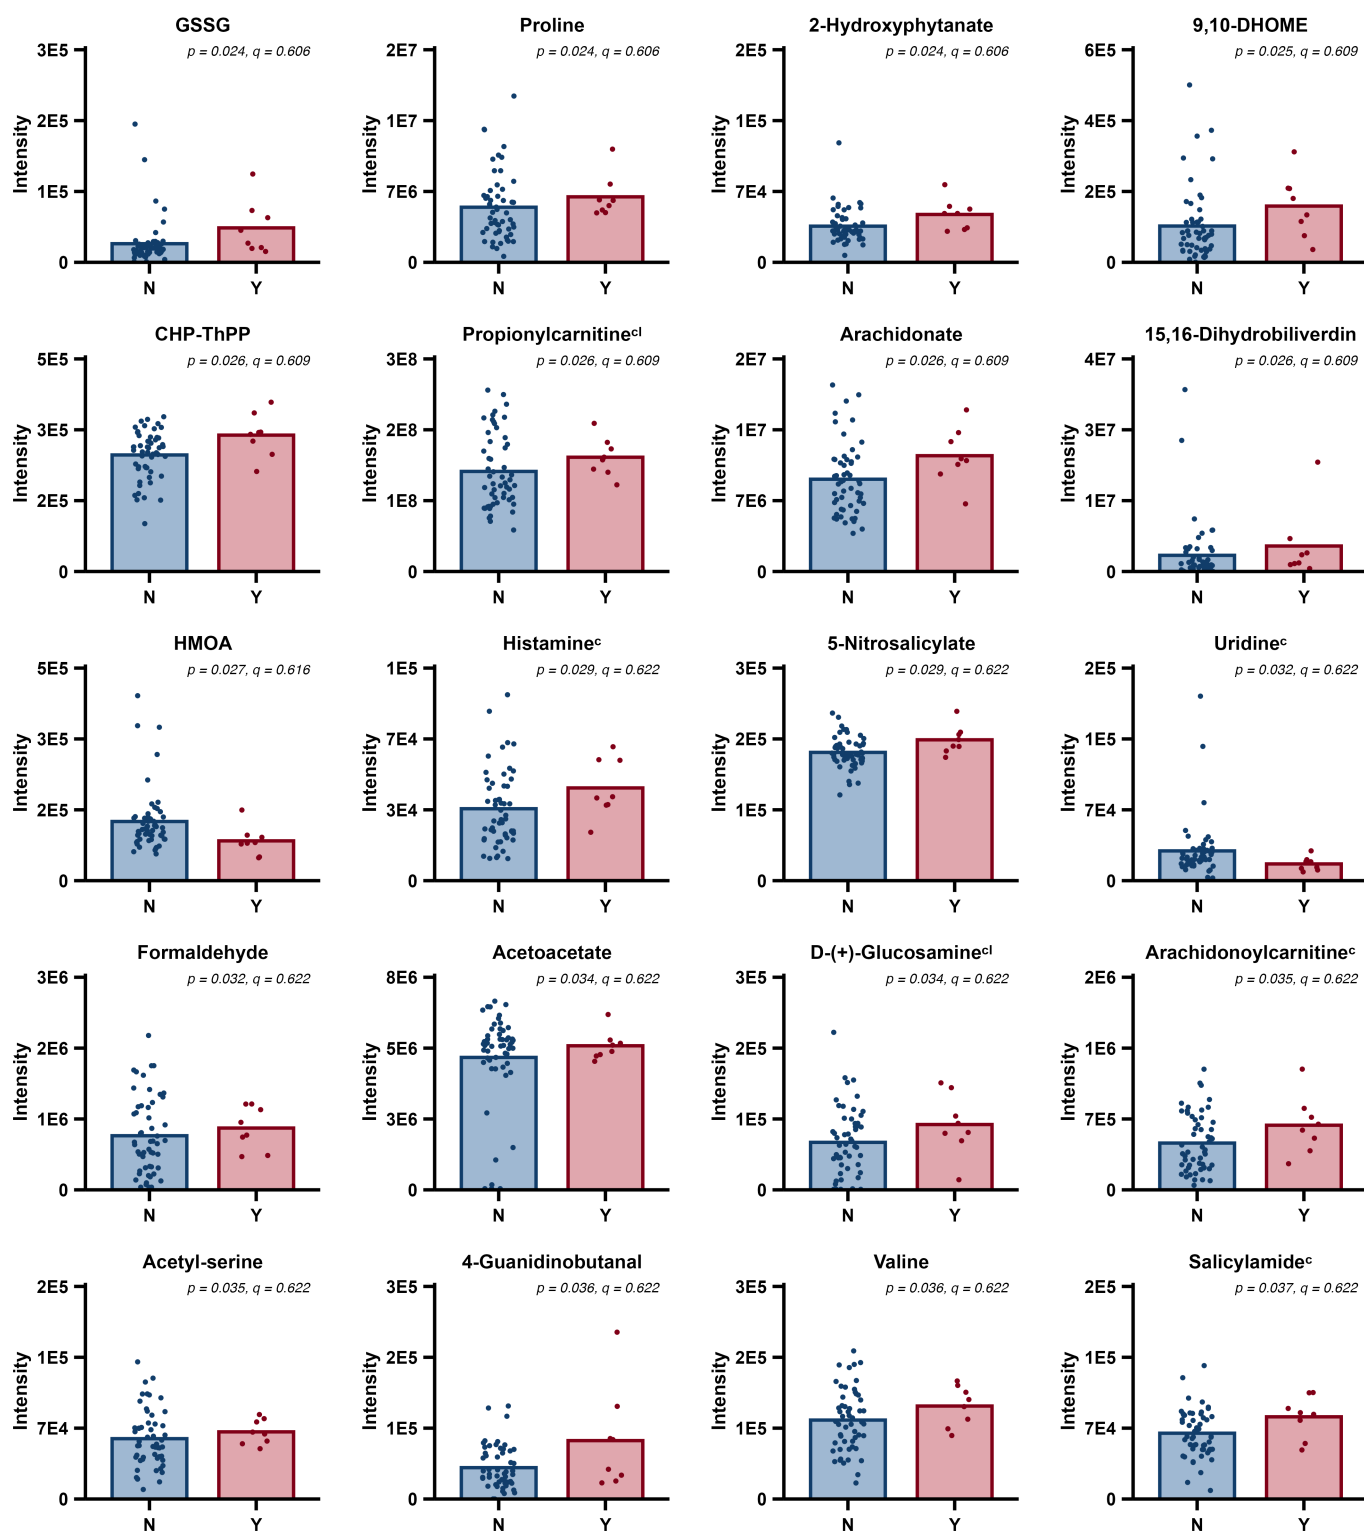 GSSG
p = 0.024, q = 0.606
3E5
2E5
1E5
0
Intensity
N Y
Proline
p = 0.024, q = 0.606
2E7
1E7
7E6
0
Intensity
N Y
2-Hydroxyphytanate
p = 0.024, q = 0.606
2E5
1E5
7E4
0
Intensity
N Y
9,10-DHOME
p = 0.025, q = 0.609
6E5
4E5
2E5
0
Intensity
N Y
CHP-ThPP
p = 0.026, q = 0.609
5E5
3E5
2E5
0
Intensity
N Y
Propionylcarnitineᶜˡ
p = 0.026, q = 0.609
3E8
2E8
1E8
0
Intensity
N Y
Arachidonate
p = 0.026, q = 0.609
2E7
1E7
7E6
0
Intensity
N Y
15,16-Dihydrobiliverdin
p = 0.026, q = 0.609
4E7
3E7
1E7
0
Intensity
N Y
HMOA
p = 0.027, q = 0.616
5E5
3E5
2E5
0
Intensity
N Y
Histamineᶜ
p = 0.029, q = 0.622
1E5
7E4
3E4
0
Intensity
N Y
5-Nitrosalicylate
p = 0.029, q = 0.622
3E5
2E5
1E5
0
Intensity
N Y
Uridineᶜ
p = 0.032, q = 0.622
2E5
1E5
7E4
0
Intensity
N Y
Formaldehyde
p = 0.032, q = 0.622
3E6
2E6
1E6
0
Intensity
N Y
Acetoacetate
p = 0.034, q = 0.622
8E6
5E6
3E6
0
Intensity
N Y
D-(+)-Glucosamineᶜˡ
p = 0.034, q = 0.622
3E5
2E5
1E5
0
Intensity
N Y
Arachidonoylcarnitineᶜ
p = 0.035, q = 0.622
2E6
1E6
7E5
0
Intensity
N Y
Acetyl-serine
p = 0.035, q = 0.622
2E5
1E5
7E4
0
Intensity
N Y
4-Guanidinobutanal
p = 0.036, q = 0.622
3E5
2E5
1E5
0
Intensity
N Y
Valine
p = 0.036, q = 0.622
3E5
2E5
1E5
0
Intensity
N Y
Salicylamideᶜ
p = 0.037, q = 0.622
2E5
1E5
7E4
0
Intensity
N Y